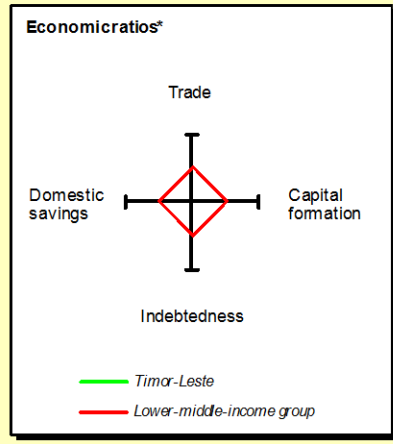 Economicratios*
Trade
Domestic
savings
Capital
formation
Indebtedness
Timor-Leste
Lower-middle-income group